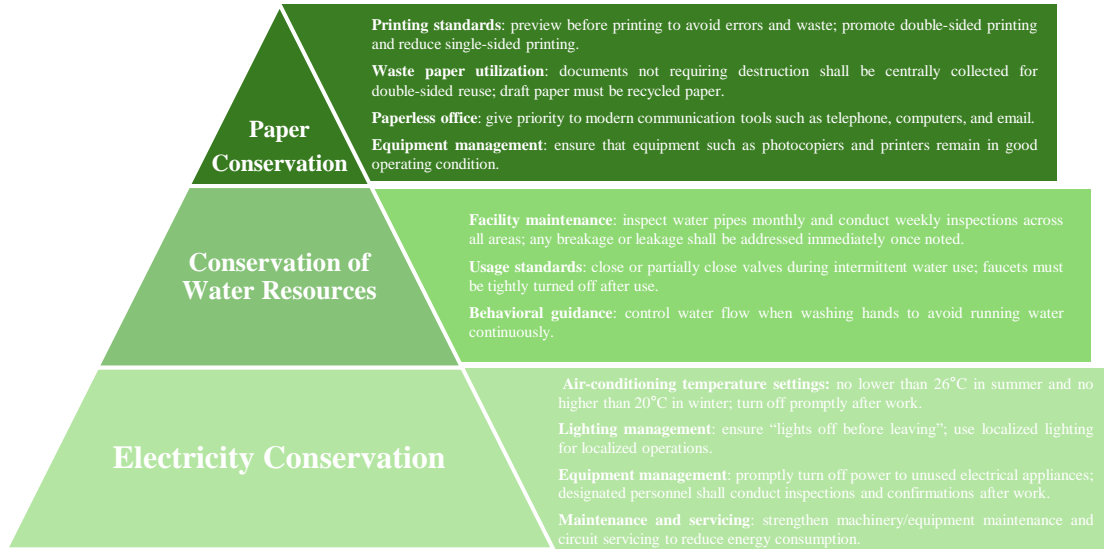 Paper
Conservation
Printing standards: preview before printing to avoid errors and waste; promote double-sided printing
and reduce single-sided printing.
Waste paper utilization: documents not requiring destruction shall be centrally collected for
double-sided reuse; draft paper must be recycled paper.
Paperless office: give priority to modern communication tools such as telephone, computers, and email.
Equipment management: ensure that equipment such as photocopiers and printers remain in good
operating condition.
Conservation of
Water Resources
Facility maintenance: inspect water pipes monthly and conduct weekly inspections across
all areas; any breakage or leakage shall be addressed immediately once noted.
Usage standards: close or partially close valves during intermittent water use; faucets must
be tightly turned off after use.
Behavioral guidance: control water flow when washing hands to avoid running water
continuously.
Electricity Conservation
Air-conditioning temperature settings: no lower than 26°C in summer and no
higher than 20°C in winter; turn off promptly after work.
Lighting management: ensure “lights off before leaving”; use localized lighting
for localized operations.
Equipment management: promptly turn off power to unused electrical appliances;
designated personnel shall conduct inspections and confirmations after work.
Maintenance and servicing: strengthen machinery/equipment maintenance and
circuit servicing to reduce energy consumption.